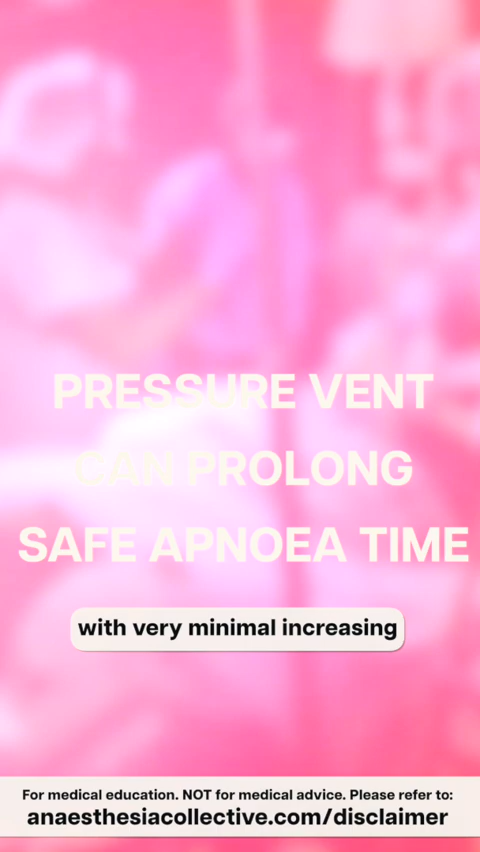 PRESSURE VENT
CAN PROLONG
SAFE APNOEA TIME
with very minimal increasing
For medical education. NOT for medical advice. Please refer to:
anaesthesiacollective.com/disclaimer